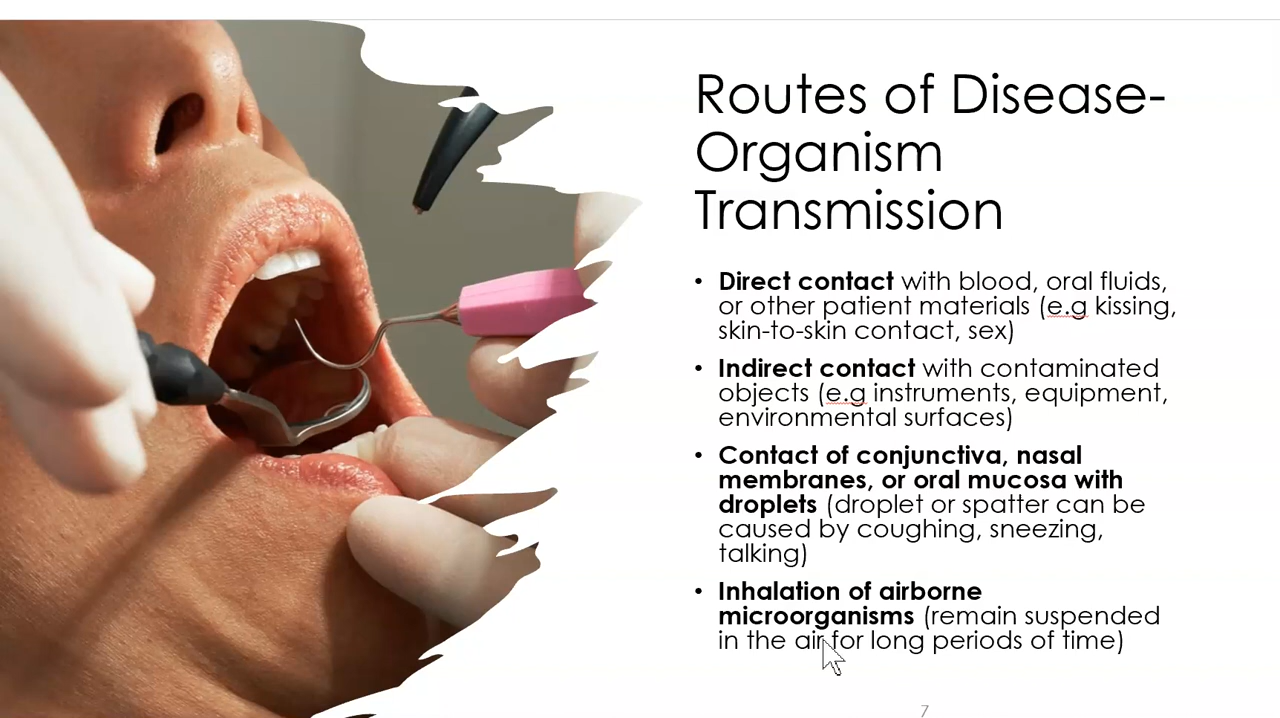 Routes of Disease-
Organism
Transmission
• Direct contact with blood, oral fluids,
or other patient materials (e.g kissing,
skin-to-skin contact, sex)
• Indirect contact with contaminated
objects (e.g instruments, equipment,
environmental surfaces)
• Contact of conjunctiva, nasal
membranes, or oral mucosa with
droplets (droplet or spatter can be
caused by coughing, sneezing,
talking)
• Inhalation of airborne
microorganisms (remain suspended
in the air for long periods of time)
7